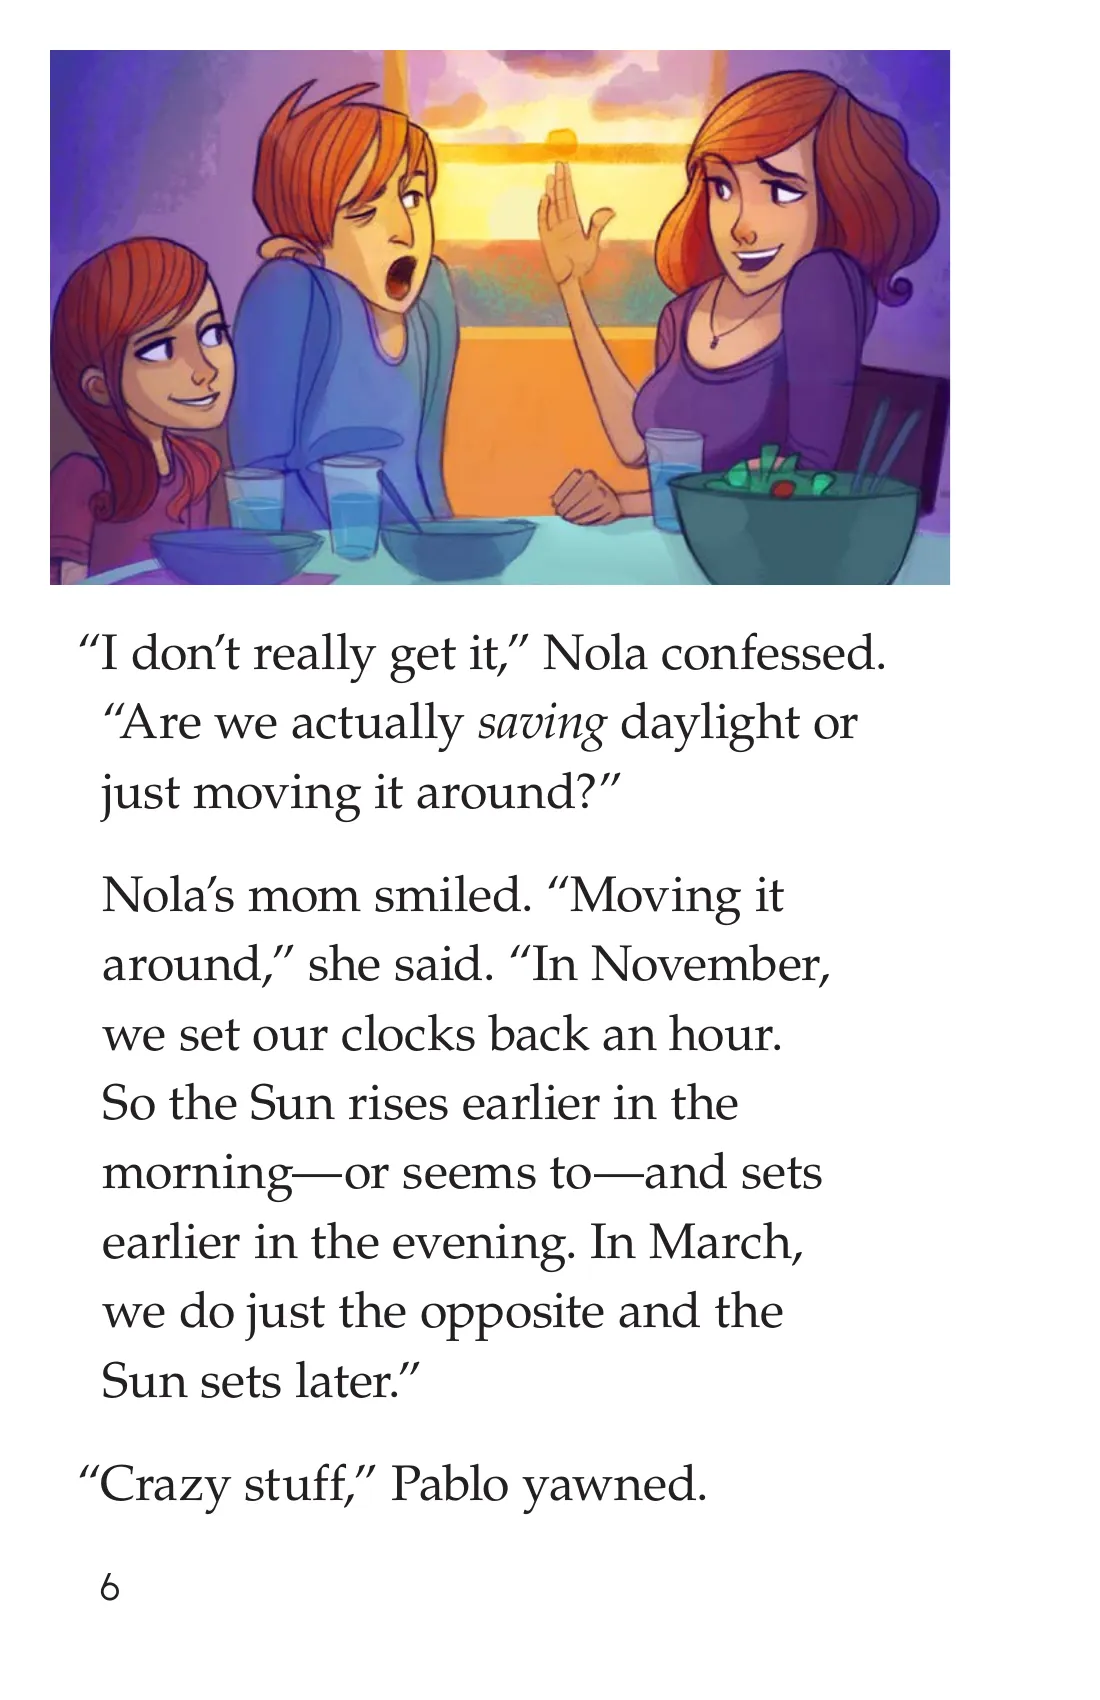 “I don’t really get it,” Nola confessed.
“Are we actually saving daylight or
just moving it around?”
Nola’s mom smiled. “Moving it
around,” she said. “In November,
we set our clocks back an hour.
So the Sun rises earlier in the
morning—or seems to—and sets
earlier in the evening. In March,
we do just the opposite and the
Sun sets later.”
“Crazy stuff,” Pablo yawned.
6